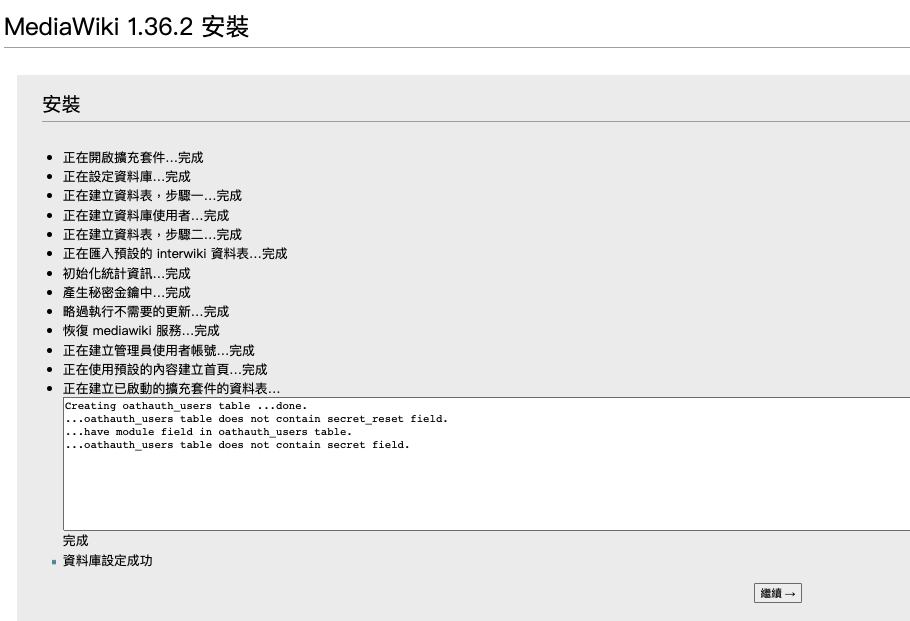 MediaWiki 1.36.2 安裝
安裝
正在開啟擴充套件…完成
正在設定資料庫…完成
正在建立資料表，步驟一…完成
正在建立資料庫使用者…完成
正在建立資料表，步驟二…完成
正在匯入預設的 interwiki 資料表…完成
初始化統計資訊…完成
產生秘密金鑰中…完成
略過執行不需要的更新…完成
恢復 mediawiki 服務…完成
正在建立管理員使用者帳號…完成
正在使用預設的內容建立首頁…完成
正在建立已啟動的擴充套件的資料表…
Creating oathauth_users table ...done.
...oathauth_users table does not contain secret_reset field.
...have module field in oathauth_users table.
...oathauth_users table does not contain secret field.
完成
資料庫設定成功
繼續 →